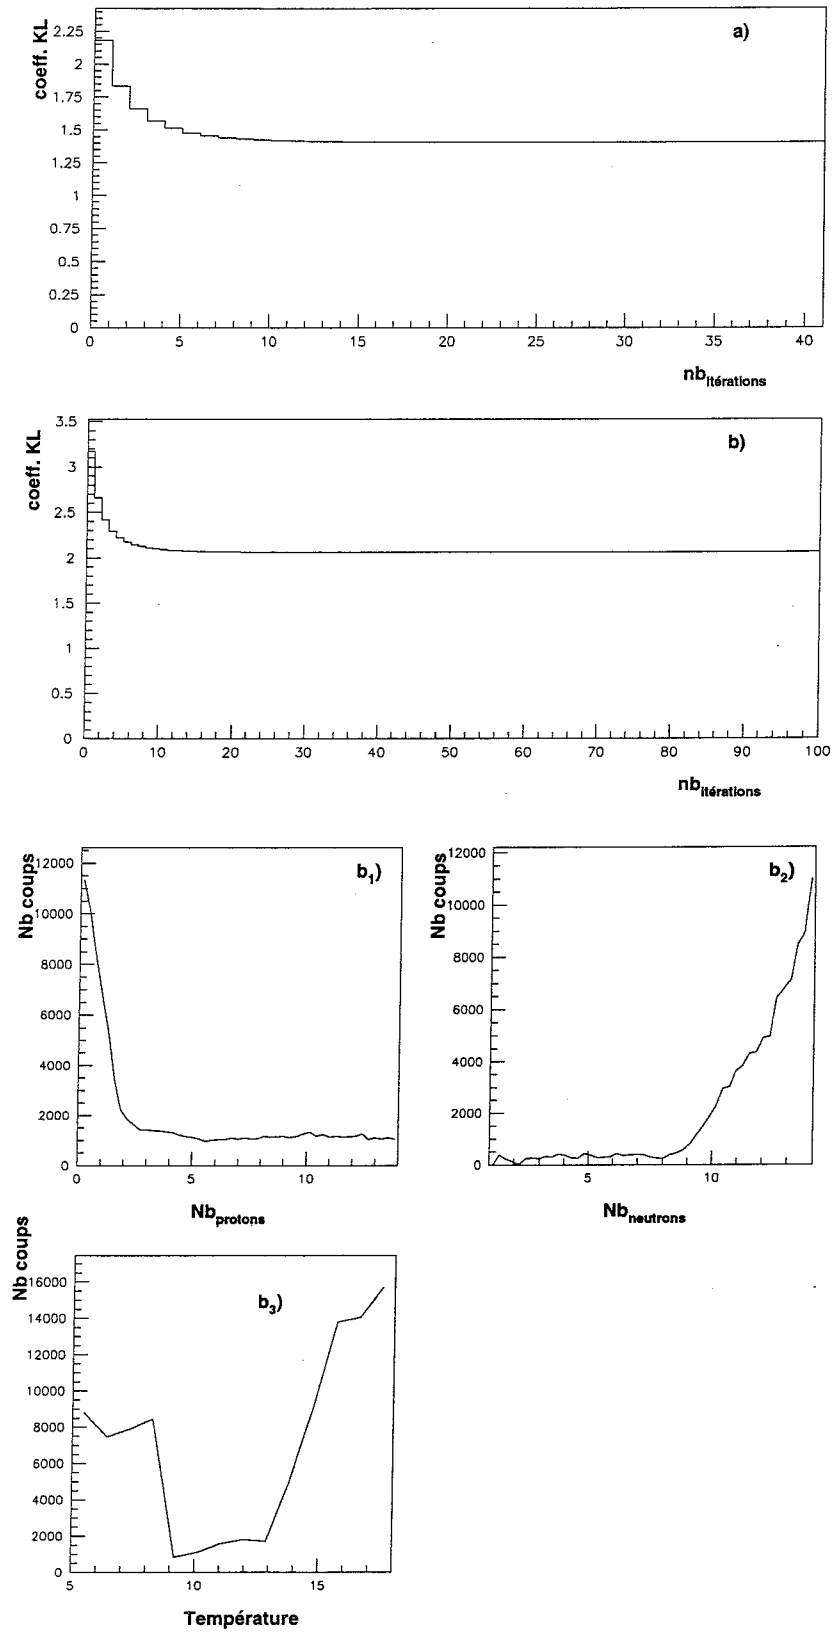 a)
coeff. KL
2.25
2
1.75
1.5
1.25
1
0.75
0.5
0.25
0
0 5 10 15 20 25 30 35 40
nb_itérations
b)
coeff. KL
3.5
3
2.5
2
1.5
1
0.5
0
0 10 20 30 40 50 60 70 80 90 100
nb_itérations
b1)
Nb coups
12000
10000
8000
6000
4000
2000
0
0 5 10
Nb_protons
b2)
Nb coups
12000
10000
8000
6000
4000
2000
0
5 10
Nb_neutrons
b3)
Nb coups
16000
14000
12000
10000
8000
6000
4000
2000
0
5 10 15
Température